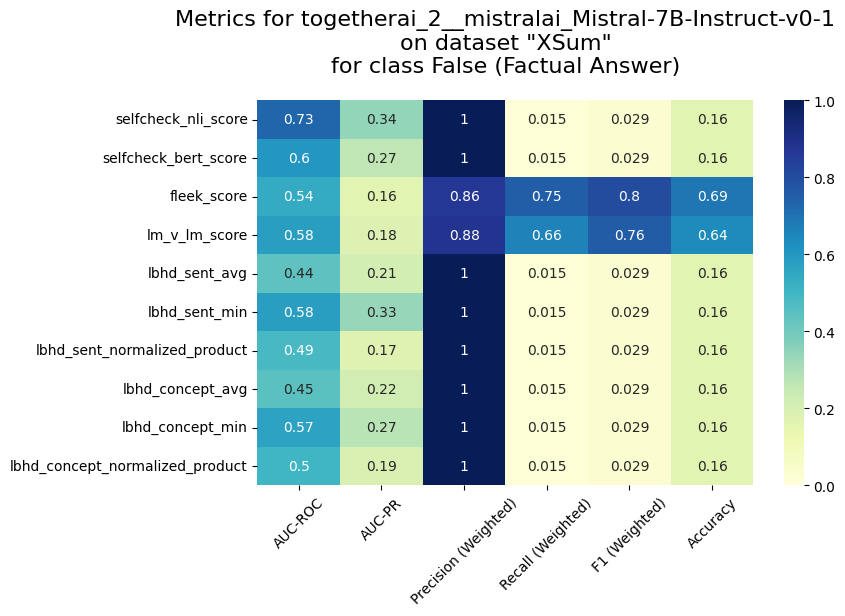 Metrics for togetherai_2__mistralai_Mistral-7B-Instruct-v0-1
on dataset "XSum"
for class False (Factual Answer)
selfcheck_nli_score 0.73 0.34 1 0.015 0.029 0.16
selfcheck_bert_score 0.6 0.27 1 0.015 0.029 0.16
fleek_score 0.54 0.16 0.86 0.75 0.8 0.69
lm_v_lm_score 0.58 0.18 0.88 0.66 0.76 0.64
lbhd_sent_avg 0.44 0.21 1 0.015 0.029 0.16
lbhd_sent_min 0.58 0.33 1 0.015 0.029 0.16
lbhd_sent_normalized_product 0.49 0.17 1 0.015 0.029 0.16
lbhd_concept_avg 0.45 0.22 1 0.015 0.029 0.16
lbhd_concept_min 0.57 0.27 1 0.015 0.029 0.16
lbhd_concept_normalized_product 0.5 0.19 1 0.015 0.029 0.16
AUC-ROC AUC-PR Precision (Weighted) Recall (Weighted) F1 (Weighted) Accuracy
1.0
0.8
0.6
0.4
0.2
0.0